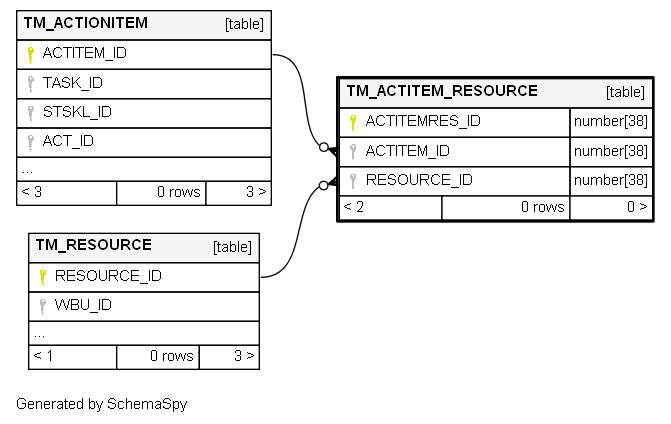 TM_ACTIONITEM [table]
ACTITEM_ID
TASK_ID
STSKL_ID
ACT_ID
...
< 3 0 rows 3 >
TM_ACTITEM_RESOURCE [table]
ACTITEMRES_ID number[38]
ACTITEM_ID number[38]
RESOURCE_ID number[38]
< 2 0 rows 0 >
TM_RESOURCE [table]
RESOURCE_ID
WBU_ID
...
< 1 0 rows 3 >
Generated by SchemaSpy